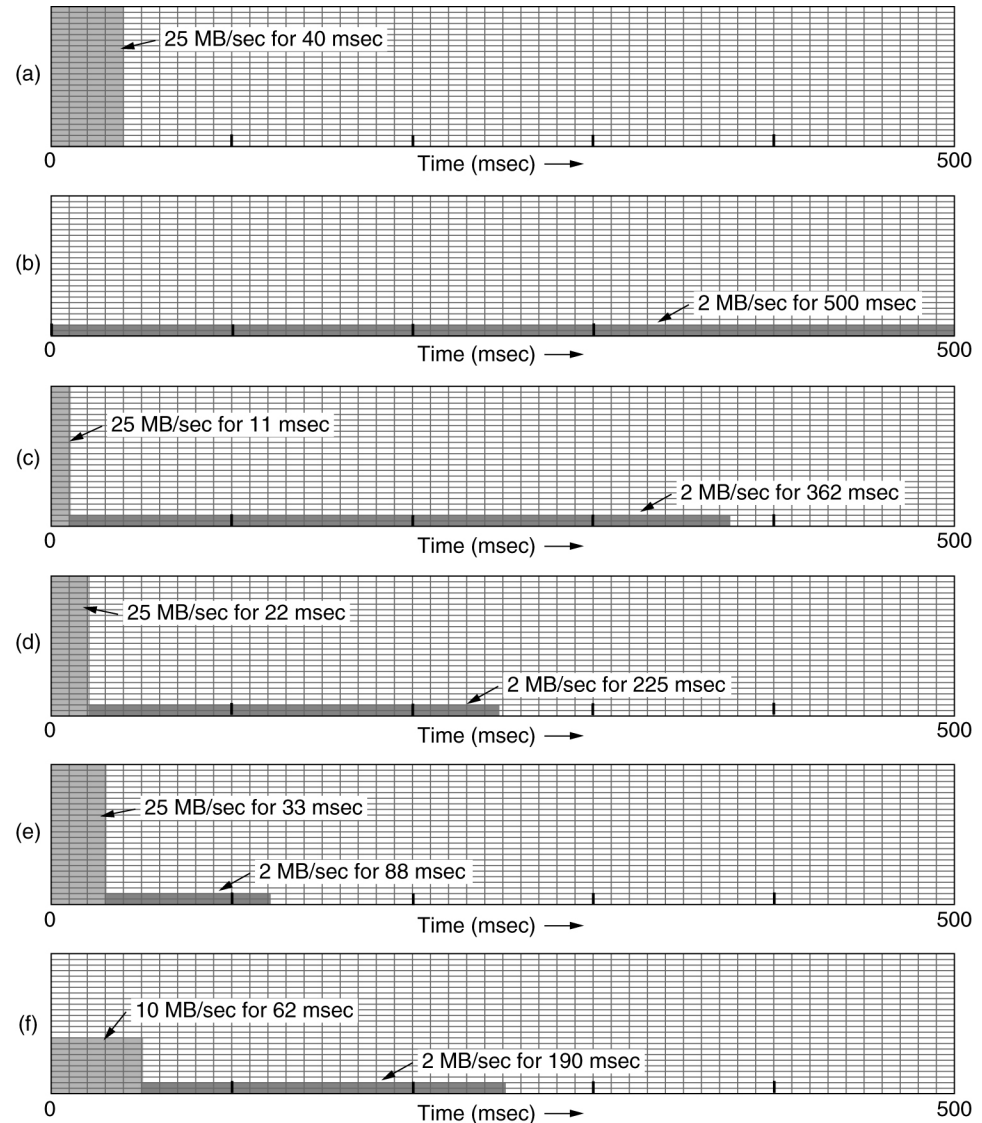 25 MB/sec for 40 msec
(a)
0
Time (msec)
500
(b)
2 MB/sec for 500 msec
0
Time (msec)
500
25 MB/sec for 11 msec
(c)
2 MB/sec for 362 msec
0
Time (msec)
500
25 MB/sec for 22 msec
(d)
2 MB/sec for 225 msec
0
Time (msec)
500
25 MB/sec for 33 msec
(e)
2 MB/sec for 88 msec
0
Time (msec)
500
10 MB/sec for 62 msec
(f)
2 MB/sec for 190 msec
0
Time (msec)
500